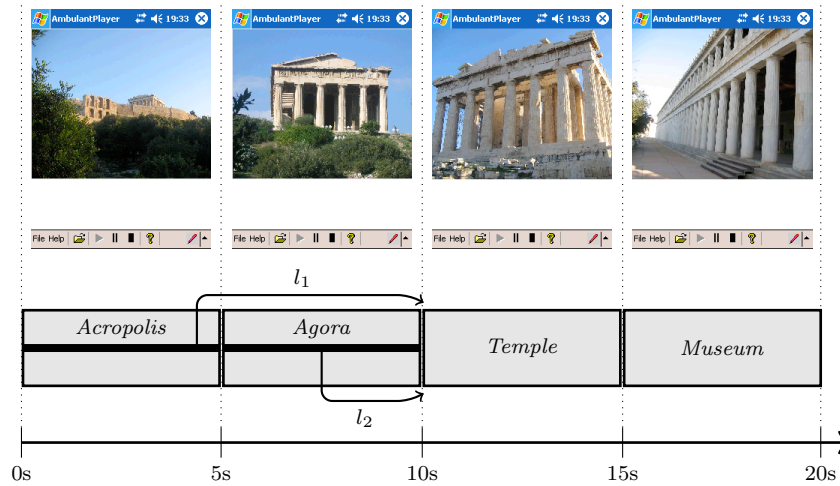 AmbulantPlayer 19:33 AmbulantPlayer 19:33 AmbulantPlayer 19:33 AmbulantPlayer 19:33
File Help File Help File Help File Help
l1
Acropolis Agora Temple Museum
l2
0s 5s 10s 15s 20s